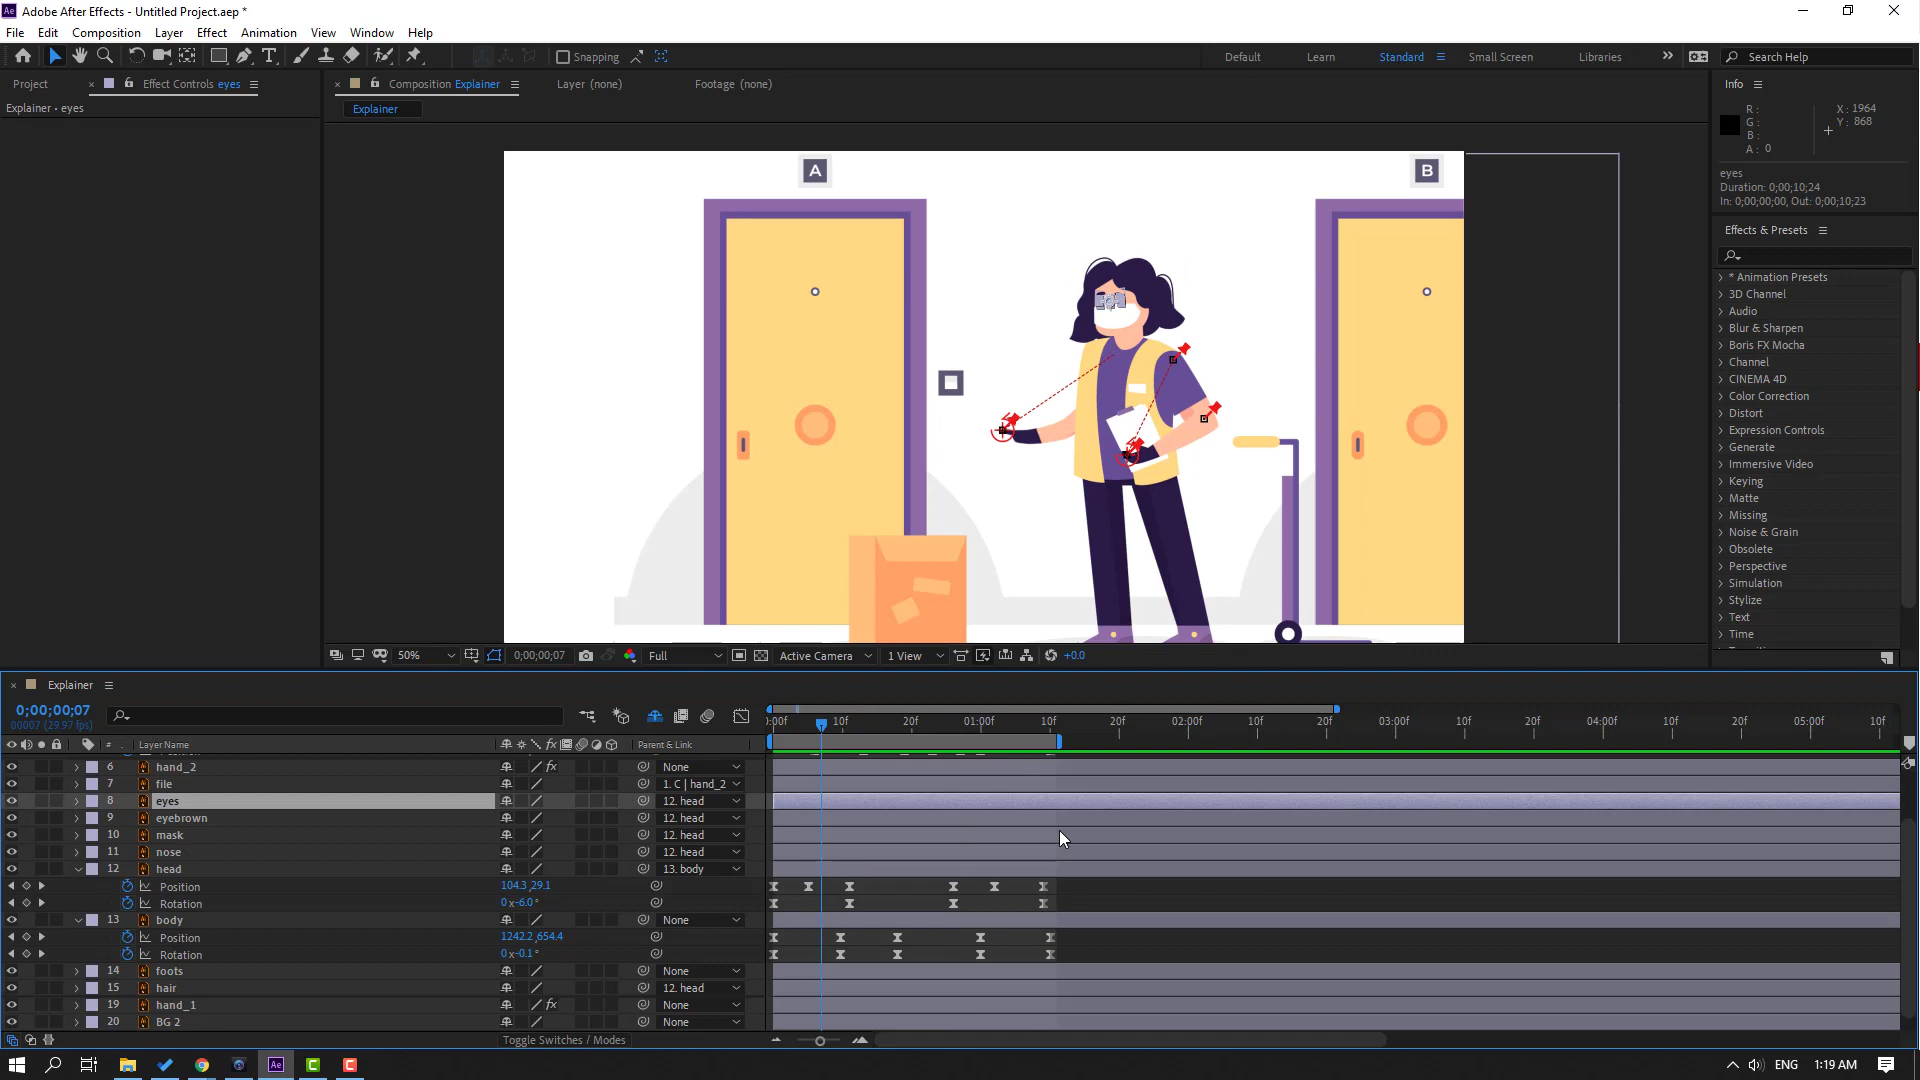 Adobe After Effects - Untitled Project.aep *
File Edit Composition Layer Effect Animation View Window Help
Snapping
Default Learn Standard Small Screen Libraries
Search Help
Project
Effect Controls eyes
Explainer • eyes
Composition Explainer
Layer (none)
Footage (none)
Explainer
A
B
50%
0;00;00;07
Full
Active Camera
1 View
+0.0
Info
R :
G :
B :
A : 0
X : 1964
Y : 868
eyes
Duration: 0;00;10;24
In: 0;00;00;00, Out: 0;00;10;23
Effects & Presets
* Animation Presets
3D Channel
Audio
Blur & Sharpen
Boris FX Mocha
Channel
CINEMA 4D
Color Correction
Distort
Expression Controls
Generate
Immersive Video
Keying
Matte
Missing
Noise & Grain
Obsolete
Perspective
Simulation
Stylize
Text
Time
Explainer
0;00;00;07
00007 (29.97 fps)
:00f 10f 20f 01:00f 10f 20f 02:00f 10f 20f 03:00f 10f 20f 04:00f 10f 20f 05:00f 10f
# Layer Name Parent & Link
6 hand_2 fx None
7 file 1. C | hand_2
8 eyes 12. head
9 eyebrown 12. head
10 mask 12. head
11 nose 12. head
12 head 13. body
Position 104.3,29.1
Rotation 0x-6.0°
13 body None
Position 1242.2,654.4
Rotation 0x-0.1°
14 foots None
15 hair 12. head
19 hand_1 fx None
20 BG 2 None
Toggle Switches / Modes
Ae
ENG 1:19 AM